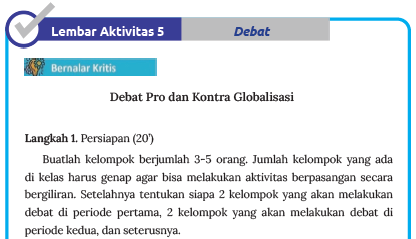 Lembar Aktivitas 5
Debat
Bernalar Kritis
Debat Pro dan Kontra Globalisasi
Langkah 1. Persiapan (20')
Buatlah kelompok berjumlah 3-5 orang. Jumlah kelompok yang ada
di kelas harus genap agar bisa melakukan aktivitas berpasangan secara
bergiliran. Setelahnya tentukan siapa 2 kelompok yang akan melakukan
debat di periode pertama, 2 kelompok yang akan melakukan debat di
periode kedua, dan seterusnya.